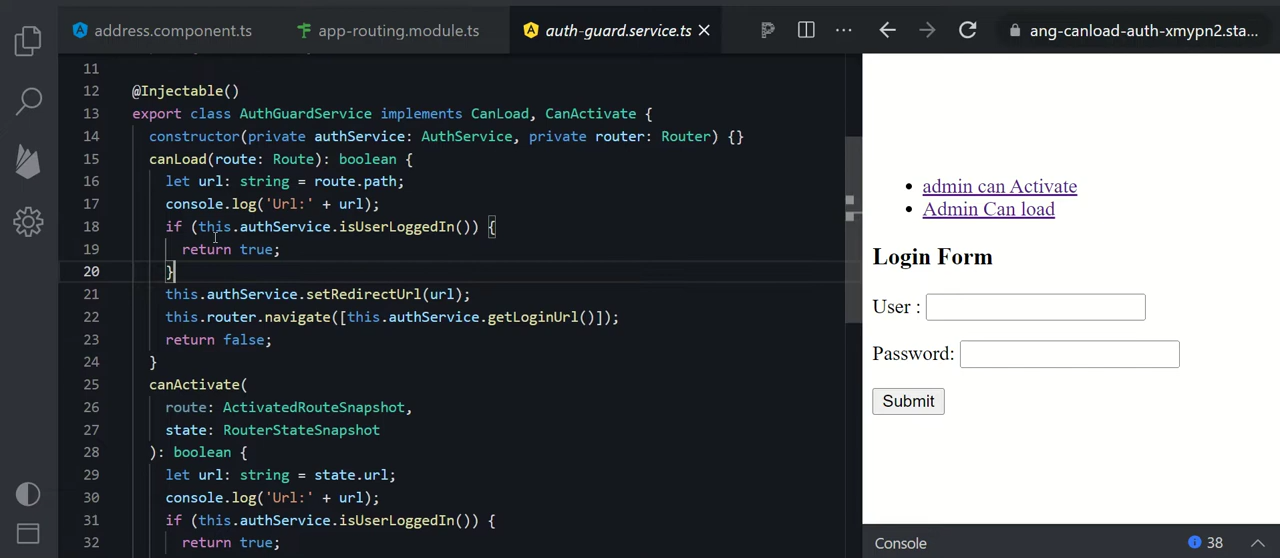 address.component.ts
app-routing.module.ts
auth-guard.service.ts
ang-canload-auth-xmypn2.sta...
11
12 @Injectable()
13 export class AuthGuardService implements CanLoad, CanActivate {
14 constructor(private authService: AuthService, private router: Router) {}
15 canLoad(route: Route): boolean {
16 let url: string = route.path;
17 console.log('Url:' + url);
18 if (this.authService.isUserLoggedIn()) {
19 return true;
20 }
21 this.authService.setRedirectUrl(url);
22 this.router.navigate([this.authService.getLoginUrl()]);
23 return false;
24 }
25 canActivate(
26 route: ActivatedRouteSnapshot,
27 state: RouterStateSnapshot
28 ): boolean {
29 let url: string = state.url;
30 console.log('Url:' + url);
31 if (this.authService.isUserLoggedIn()) {
32 return true;
admin can Activate
Admin Can load
Login Form
User :
Password:
Submit
Console
38